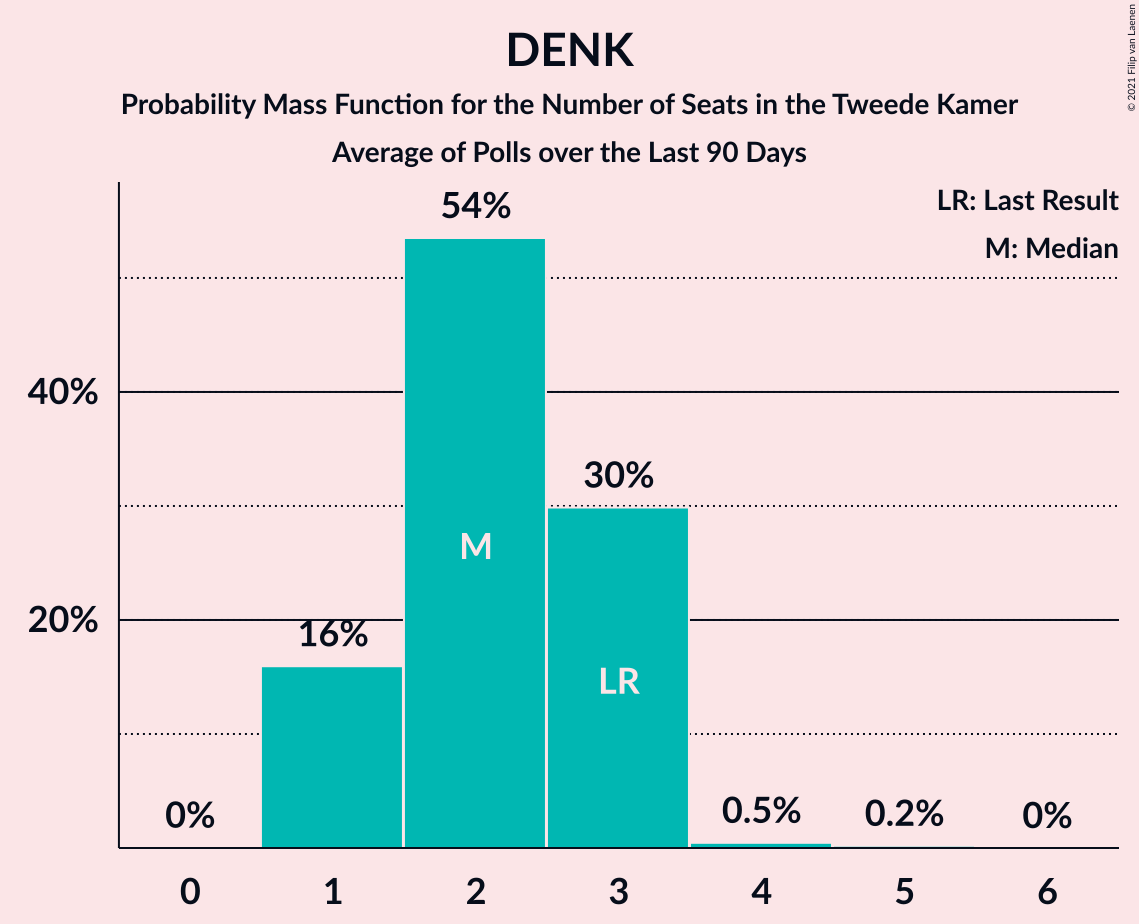 DENK
Probability Mass Function for the Number of Seats in the Tweede Kamer
Average of Polls over the Last 90 Days
© 2021 Filip van Laenen
LR: Last Result
M: Median
54%
40%
30%
M
20%
16%
LR
0%
0.5%
0.2%
0%
0 1 2 3 4 5 6